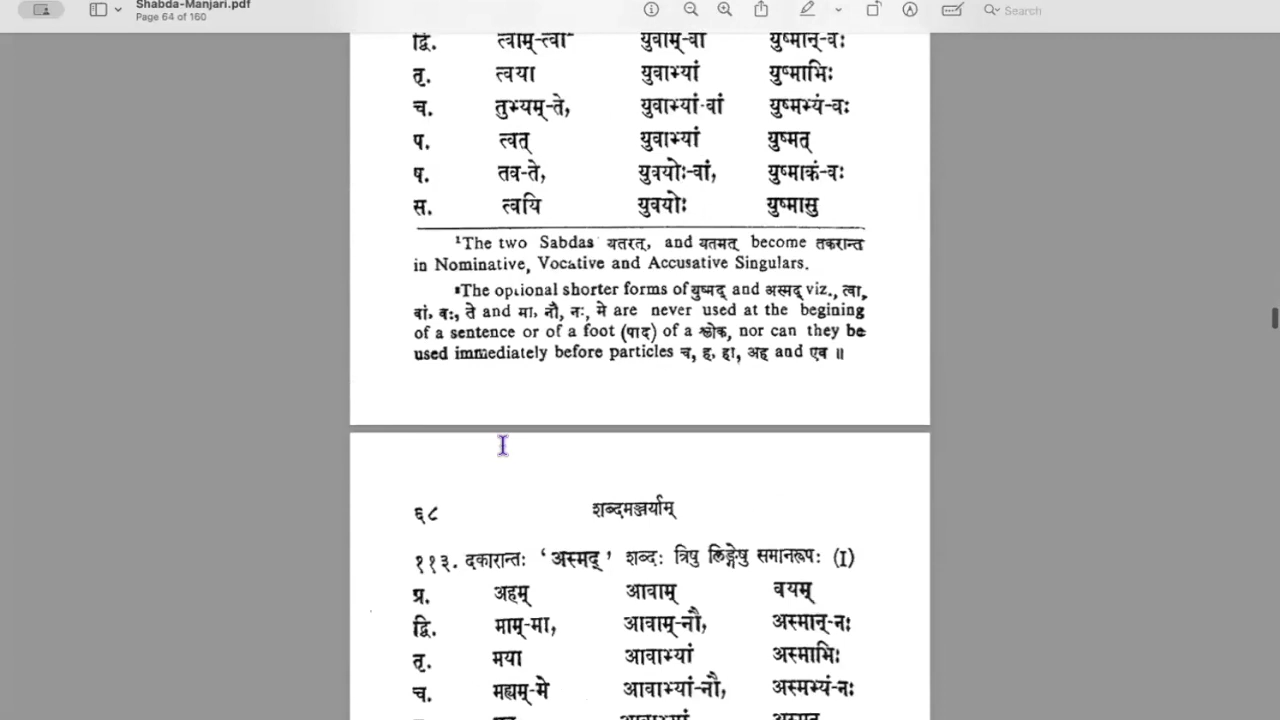 Shabda-Manjari.pdf
Page 64 of 160
Search
द्वि. त्वाम्-त्वा युवाम्-वां युष्मान्-वः
तृ. त्वया युवाभ्यां युष्माभिः
च. तुभ्यम्-ते, युवाभ्यां-वां युष्मभ्यं-वः
प. त्वत् युवाभ्यां युष्मत्
ष. तव-ते, युवयोः-वां, युष्माकं-वः
स. त्वयि युवयोः युष्मासु
¹The two Sabdas यतरत्, and यतमत् become तकरान्त
in Nominative, Vocative and Accusative Singulars.
²The optional shorter forms of युष्मद् and अस्मद् viz., त्वा,
वां, वः, ते and मा, नौ, नः, मे are never used at the begining
of a sentence or of a foot (पाद) of a श्लोक, nor can they be
used immediately before particles च, ह, हा, अह and एव ॥
६८ शब्दमञ्जर्याम्
११३. दकारान्तः ‘अस्मद्’ शब्दः त्रिषु लिङ्गेषु समानरूपः (I)
प्र. अहम् आवाम् वयम्
द्वि. माम्-मा, आवाम्-नौ, अस्मान्-नः
तृ. मया आवाभ्यां अस्माभिः
च. मह्यम्-मे आवाभ्यां-नौ, अस्मभ्यं-नः